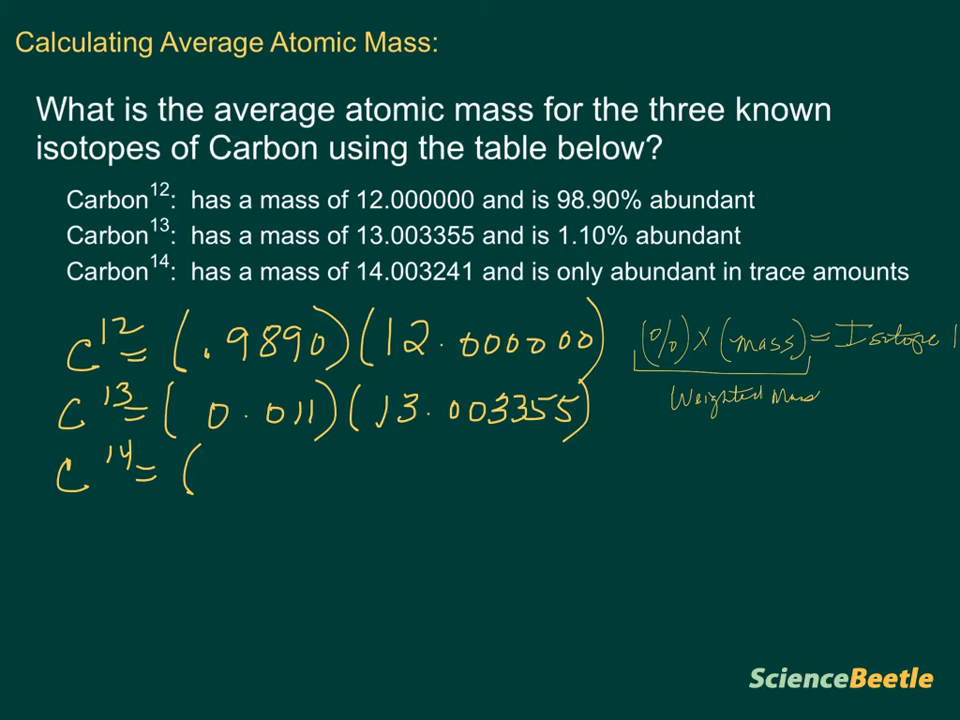 Calculating Average Atomic Mass:
What is the average atomic mass for the three known
isotopes of Carbon using the table below?
Carbon¹²: has a mass of 12.000000 and is 98.90% abundant
Carbon¹³: has a mass of 13.003355 and is 1.10% abundant
Carbon¹⁴: has a mass of 14.003241 and is only abundant in trace amounts
C¹² = (.9890)(12.000000)
(%) x (mass) = Isotope 1
Weighted Mass
C¹³ = (0.011)(13.003355)
C¹⁴ = (
ScienceBeetle